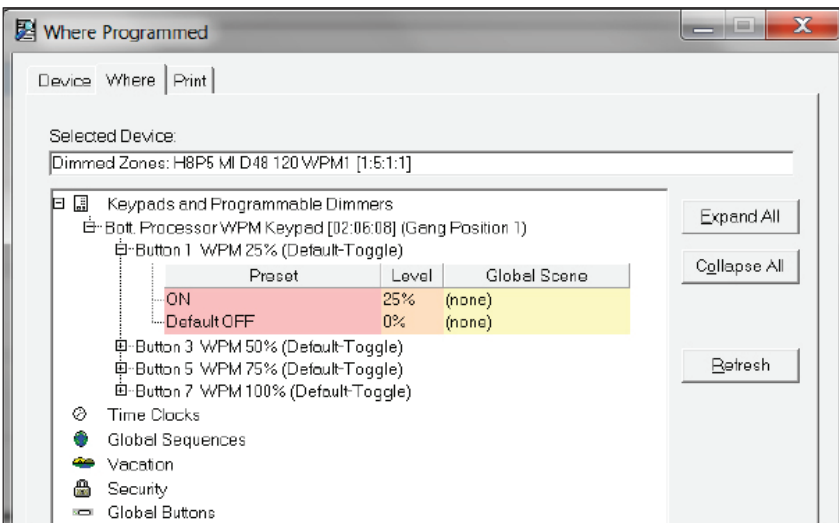 Where Programmed
Device Where Print
Selected Device:
Dimmed Zones: H8P5 MI D48 120 WPM1 [1:5:1:1]
Keypads and Programmable Dimmers
Bott. Processor WPM Keypad [02:06:08] (Gang Position 1)
Button 1 WPM 25% (Default-Toggle)
Preset Level Global Scene
ON 25% (none)
Default OFF 0% (none)
Button 3 WPM 50% (Default-Toggle)
Button 5 WPM 75% (Default-Toggle)
Button 7 WPM 100% (Default-Toggle)
Time Clocks
Global Sequences
Vacation
Security
Global Buttons
Expand All
Collapse All
Refresh